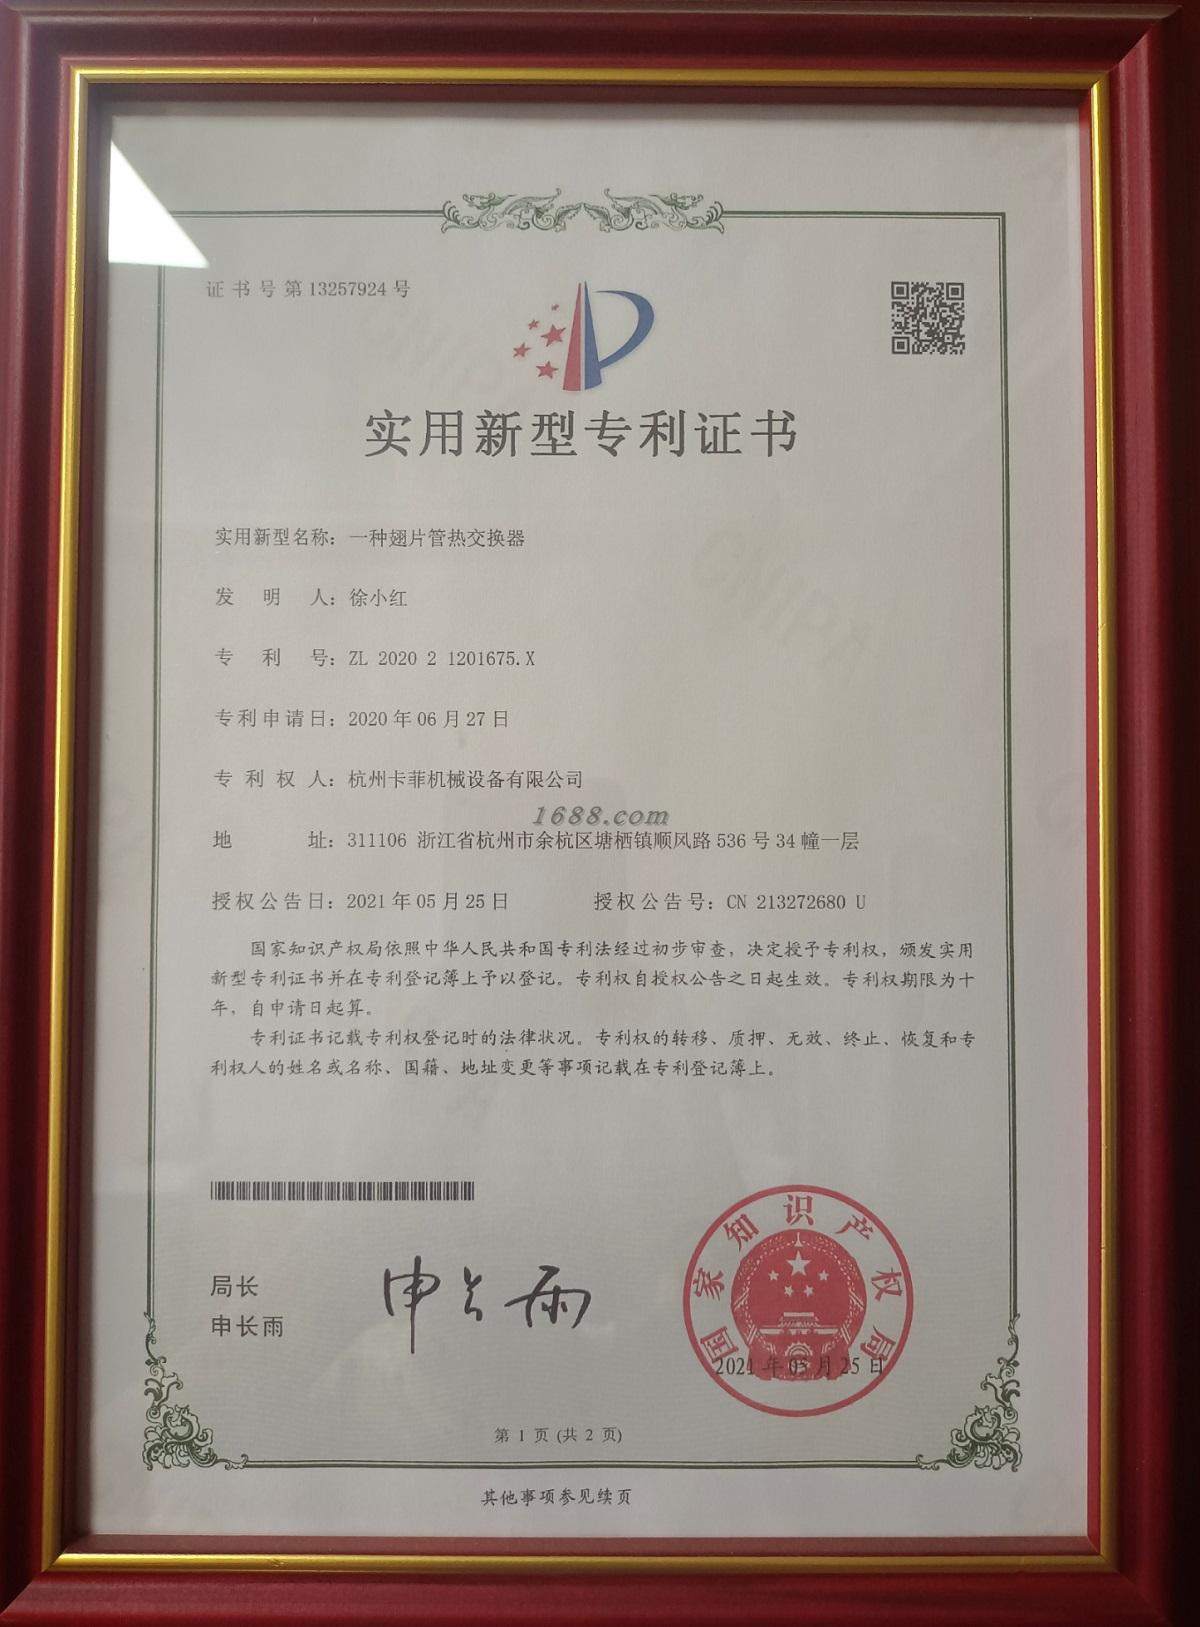 证书号第13257924号
实用新型专利证书
实用新型名称：一种翅片管热交换器
发明人：徐小红
专利号：ZL 2020 2 1201675.X
专利申请日：2020年06月27日
专利权人：杭州卡菲机械设备有限公司
1688.com
地址：311106 浙江省杭州市余杭区塘栖镇顺风路536号34幢一层
授权公告日：2021年05月25日 授权公告号：CN 213272680 U
国家知识产权局依照中华人民共和国专利法经过初步审查，决定授予专利权，颁发实用
新型专利证书并在专利登记簿上予以登记。专利权自授权公告之日起生效。专利权期限为十
年，自申请日起算。
专利证书记载专利权登记时的法律状况。专利权的转移、质押、无效、终止、恢复和专
利权人的姓名或名称、国籍、地址变更等事项记载在专利登记簿上。
局长
申长雨
申长雨
国家知识产权局
2021年05月25日
第 1 页 (共 2 页)
其他事项参见续页